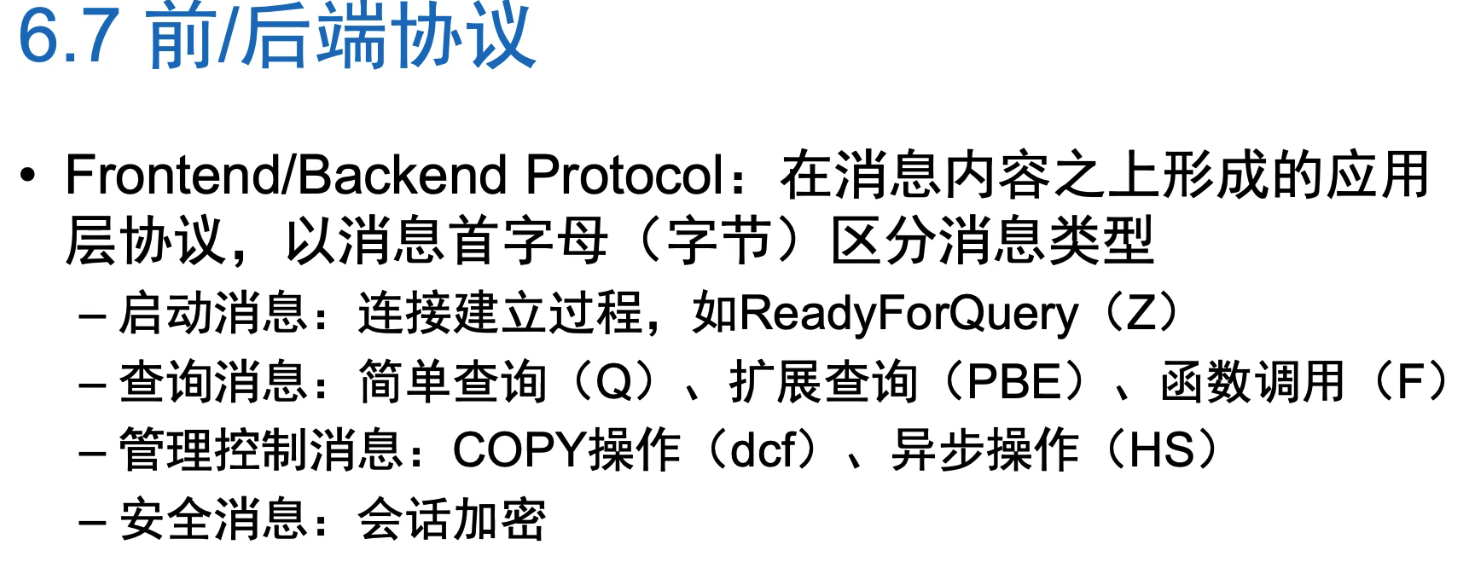 6.7 前/后端协议
• Frontend/Backend Protocol：在消息内容之上形成的应用
层协议，以消息首字母（字节）区分消息类型
– 启动消息：连接建立过程，如ReadyForQuery（Z）
– 查询消息：简单查询（Q）、扩展查询（PBE）、函数调用（F）
– 管理控制消息：COPY操作（dcf）、异步操作（HS）
– 安全消息：会话加密